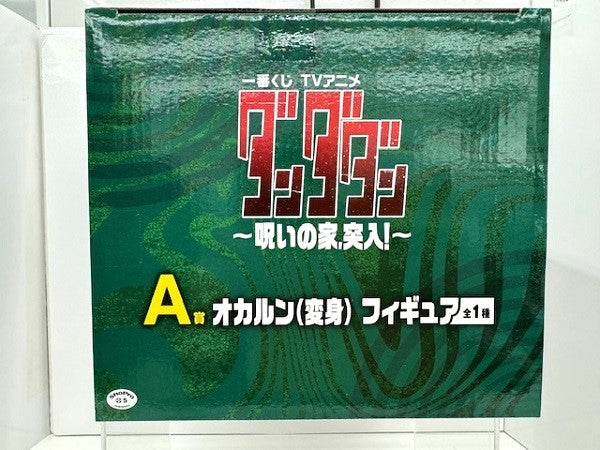 一番くじ TVアニメ
ダンダダン
～呪いの家、突入！～
A賞 オカルン（変身） フィギュア 全1種
ShoPro